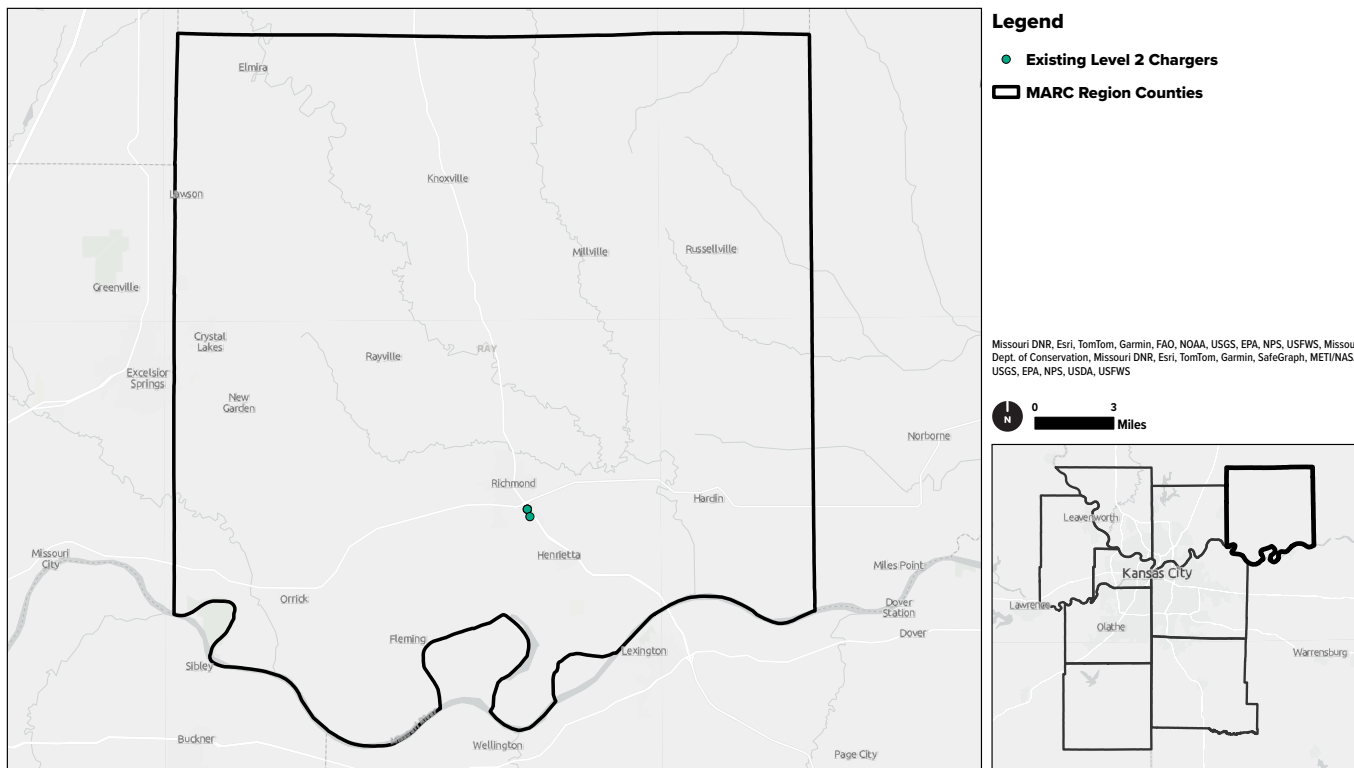 Elmira
Lawson
Knoxville
Millville
Russellville
Greenville
Crystal
Lakes
Rayville
RAY
Excelsior
Springs
New
Garden
Norborne
Richmond
Hardin
Missouri
City
Henrietta
Miles Point
Orrick
Dover
Station
Fleming
Dover
Sibley
Lexington
Buckner
Wellington
Page City
Legend
Existing Level 2 Chargers
MARC Region Counties
Missouri DNR, Esri, TomTom, Garmin, FAO, NOAA, USGS, EPA, NPS, USFWS, Missou
Dept. of Conservation, Missouri DNR, Esri, TomTom, Garmin, SafeGraph, METI/NAS
USGS, EPA, NPS, USDA, USFWS
N
0 3
Miles
Leavenworth
Kansas City
Lawrence
Olathe
Warrensburg